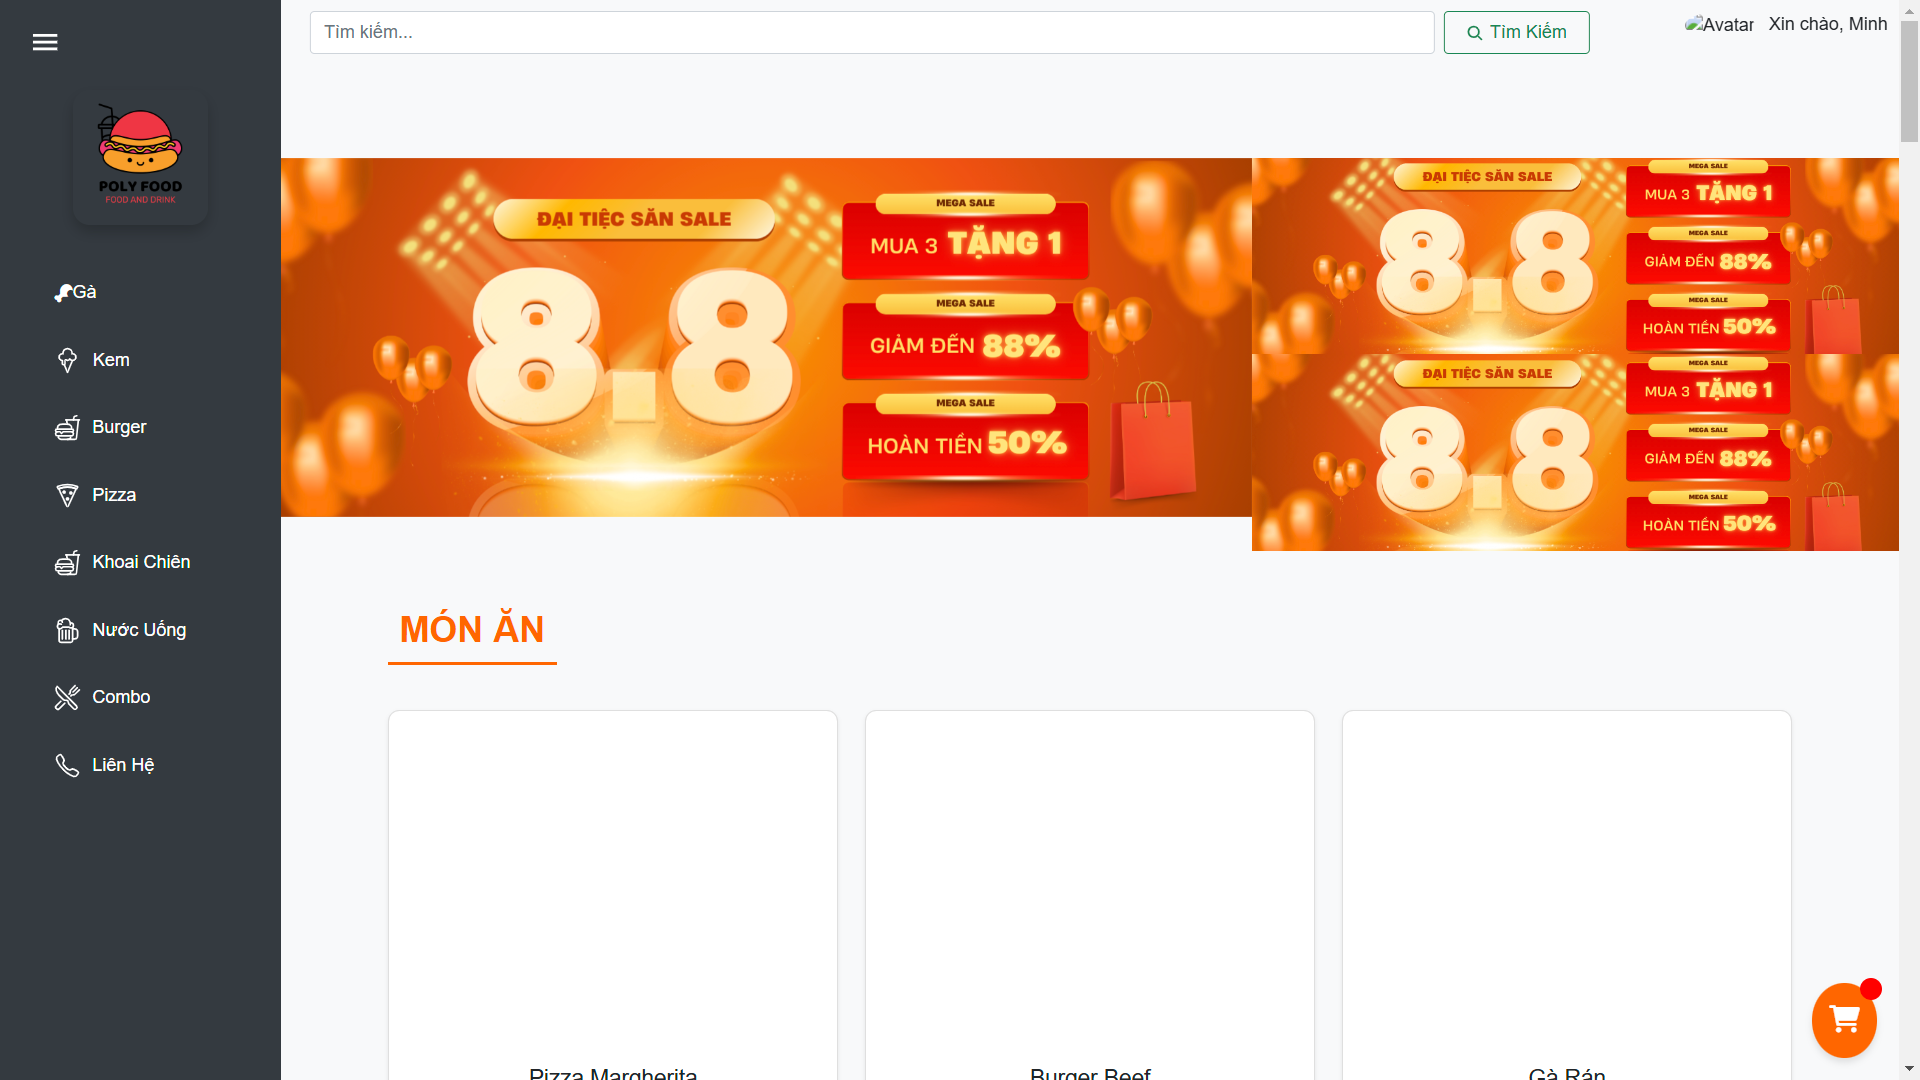 Tìm kiếm...
Tìm Kiếm
Avatar
Xin chào, Minh
POLY FOOD
FOOD AND DRINK
Gà
Kem
Burger
Pizza
Khoai Chiên
Nước Uống
Combo
Liên Hệ
ĐẠI TIỆC SĂN SALE
8.8
MEGA SALE
MUA 3 TẶNG 1
MEGA SALE
GIẢM ĐẾN 88%
MEGA SALE
HOÀN TIỀN 50%
ĐẠI TIỆC SĂN SALE
8.8
MEGA SALE
MUA 3 TẶNG 1
MEGA SALE
GIẢM ĐẾN 88%
MEGA SALE
HOÀN TIỀN 50%
ĐẠI TIỆC SĂN SALE
8.8
MEGA SALE
MUA 3 TẶNG 1
MEGA SALE
GIẢM ĐẾN 88%
MEGA SALE
HOÀN TIỀN 50%
MÓN ĂN
Pizza Margherita
Burger Beef
Gà Rán